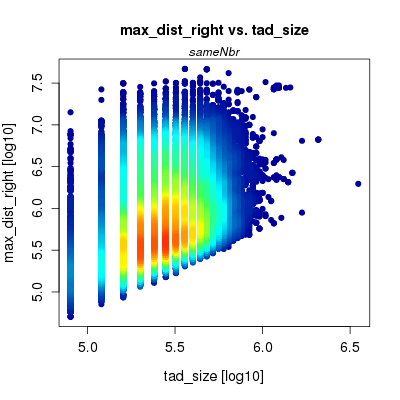 max_dist_right vs. tad_size
sameNbr
max_dist_right [log10]
7.5
7.0
6.5
6.0
5.5
5.0
5.0 5.5 6.0 6.5
tad_size [log10]